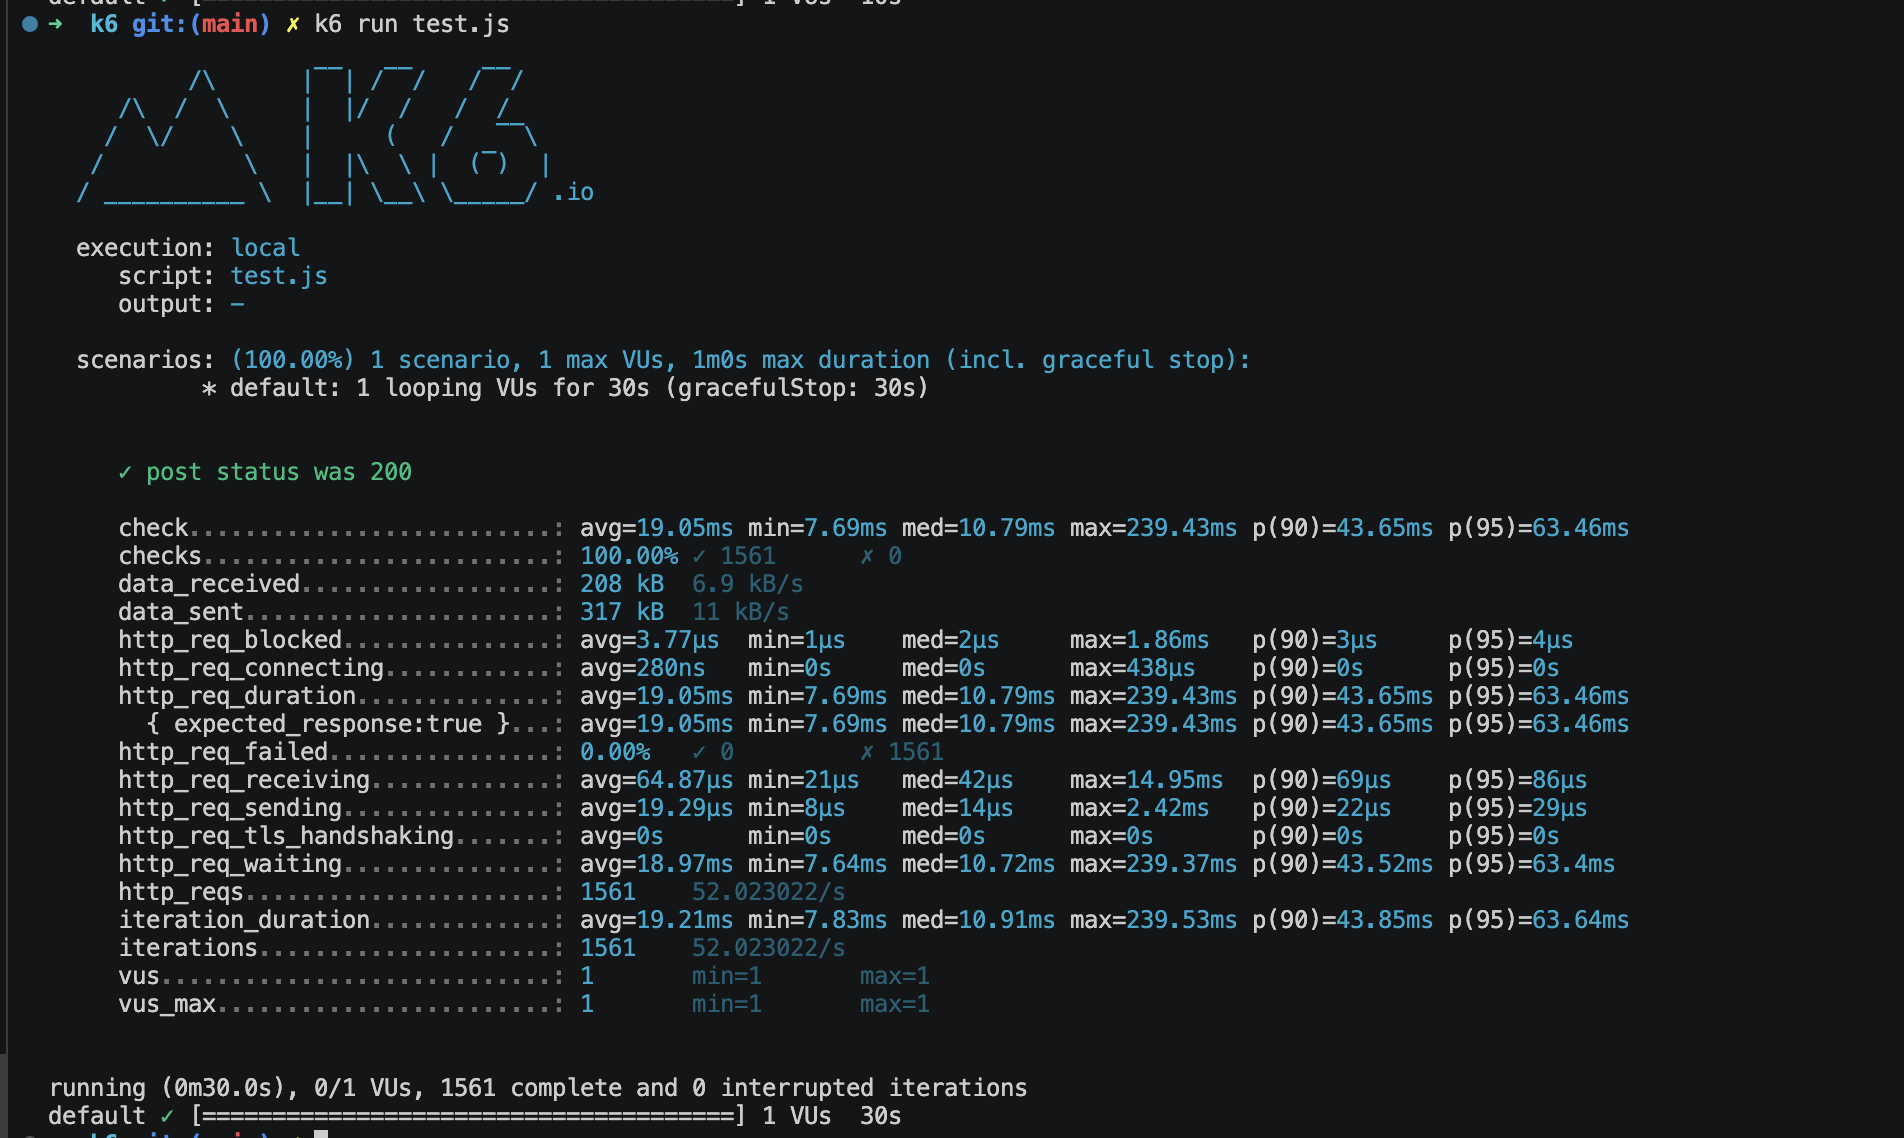 default ✓ [======================================] 1 VUs  10s
➜  k6 git:(main) ✗ k6 run test.js
          /\      |‾‾| /‾‾/   /‾‾/
     /\  /  \     |  |/  /   /  /
    /  \/    \    |     (   /   ‾‾\
   /          \   |  |\  \ |  (‾)  |
  / __________ \  |__| \__\ \_____/ .io
execution: local
script: test.js
output: -
scenarios: (100.00%) 1 scenario, 1 max VUs, 1m0s max duration (incl. graceful stop):
* default: 1 looping VUs for 30s (gracefulStop: 30s)
✓ post status was 200
check..........................: avg=19.05ms min=7.69ms med=10.79ms max=239.43ms p(90)=43.65ms p(95)=63.46ms
checks.........................: 100.00% ✓ 1561      ✗ 0
data_received..................: 208 kB  6.9 kB/s
data_sent......................: 317 kB  11 kB/s
http_req_blocked...............: avg=3.77µs  min=1µs    med=2µs     max=1.86ms   p(90)=3µs     p(95)=4µs
http_req_connecting............: avg=280ns   min=0s     med=0s      max=438µs    p(90)=0s      p(95)=0s
http_req_duration..............: avg=19.05ms min=7.69ms med=10.79ms max=239.43ms p(90)=43.65ms p(95)=63.46ms
{ expected_response:true }...: avg=19.05ms min=7.69ms med=10.79ms max=239.43ms p(90)=43.65ms p(95)=63.46ms
http_req_failed................: 0.00%   ✓ 0         ✗ 1561
http_req_receiving.............: avg=64.87µs min=21µs   med=42µs    max=14.95ms  p(90)=69µs    p(95)=86µs
http_req_sending...............: avg=19.29µs min=8µs    med=14µs    max=2.42ms   p(90)=22µs    p(95)=29µs
http_req_tls_handshaking.......: avg=0s      min=0s     med=0s      max=0s       p(90)=0s      p(95)=0s
http_req_waiting...............: avg=18.97ms min=7.64ms med=10.72ms max=239.37ms p(90)=43.52ms p(95)=63.4ms
http_reqs......................: 1561    52.023022/s
iteration_duration.............: avg=19.21ms min=7.83ms med=10.91ms max=239.53ms p(90)=43.85ms p(95)=63.64ms
iterations.....................: 1561    52.023022/s
vus............................: 1       min=1       max=1
vus_max........................: 1       min=1       max=1
running (0m30.0s), 0/1 VUs, 1561 complete and 0 interrupted iterations
default ✓ [======================================] 1 VUs  30s
k6 git:(main)